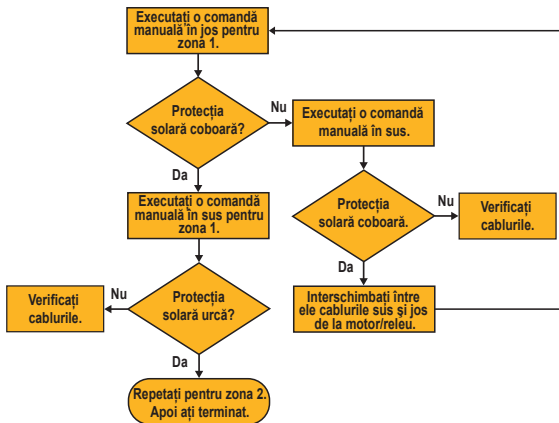 Executați o comandă
manuală în jos pentru
zona 1.
Protecția
solară coboară?
Nu
Executați o comandă
manuală în sus.
Da
Executați o comandă
manuală în sus pentru
zona 1.
Protecția
solară coboară.
Nu
Verificați
cablurile.
Da
Interschimbați între
ele cablurile sus şi jos
de la motor/releu.
Protecția
solară urcă?
Nu
Verificați
cablurile.
Da
Repetați pentru zona 2.
Apoi ați terminat.